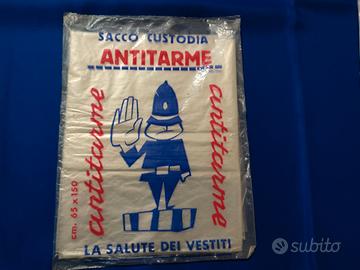 SACCO CUSTODIA
ANTITARME
antitarme
antitarme
cm. 65 x 150
LA SALUTE DEI VESTITI
subito